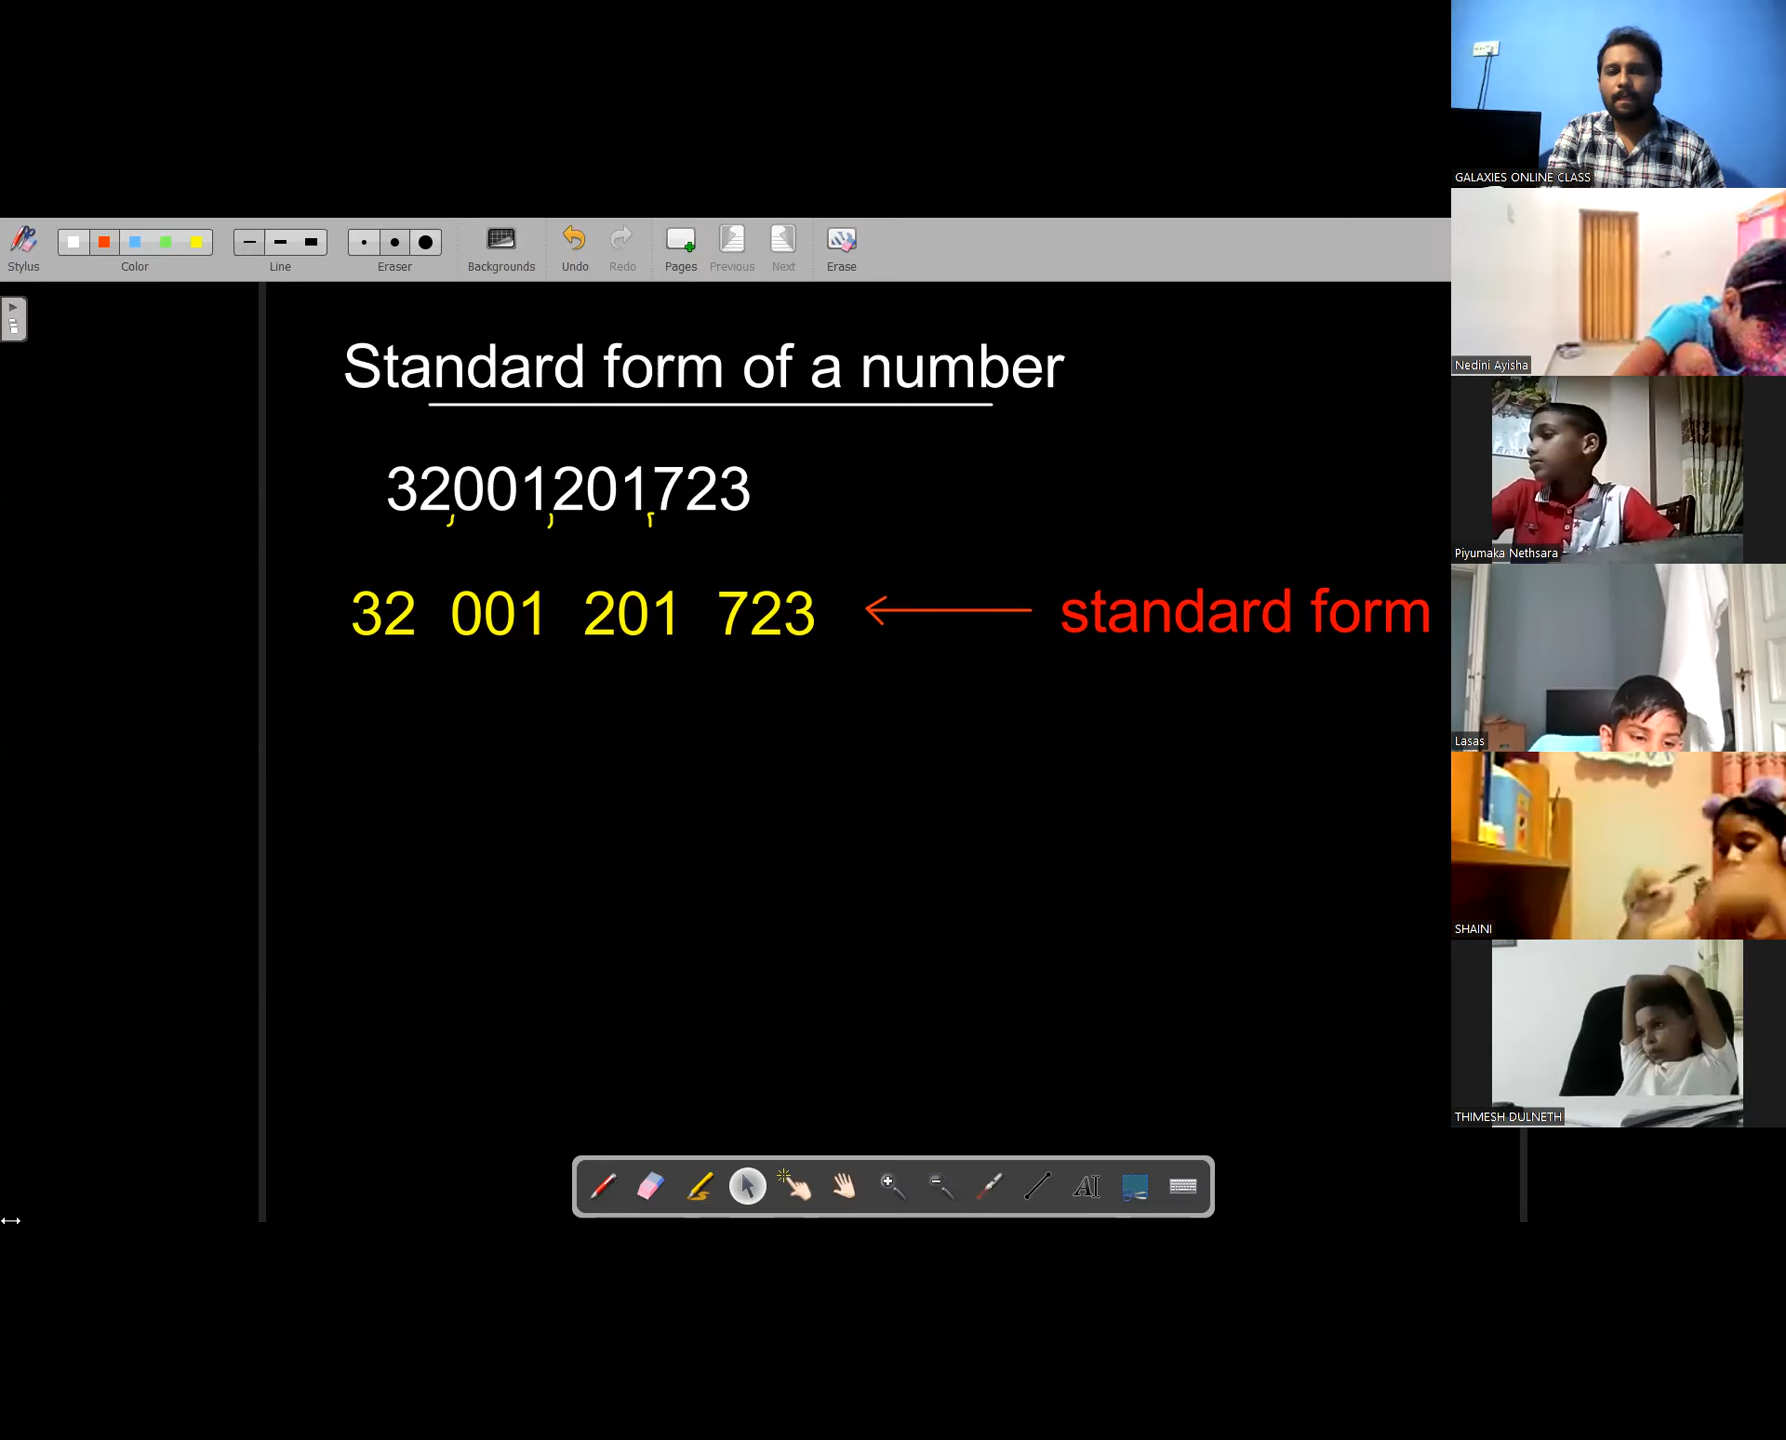 GALAXIES ONLINE CLASS
Stylus
Color
Line
Eraser
Backgrounds
Undo
Redo
Pages
Previous
Next
Erase
Standard form of a number
32001201723
32 001 201 723
standard form
Nedini Ayisha
Piyumaka Nethsara
Lasas
SHAINI
THIMESH DULNETH
AI